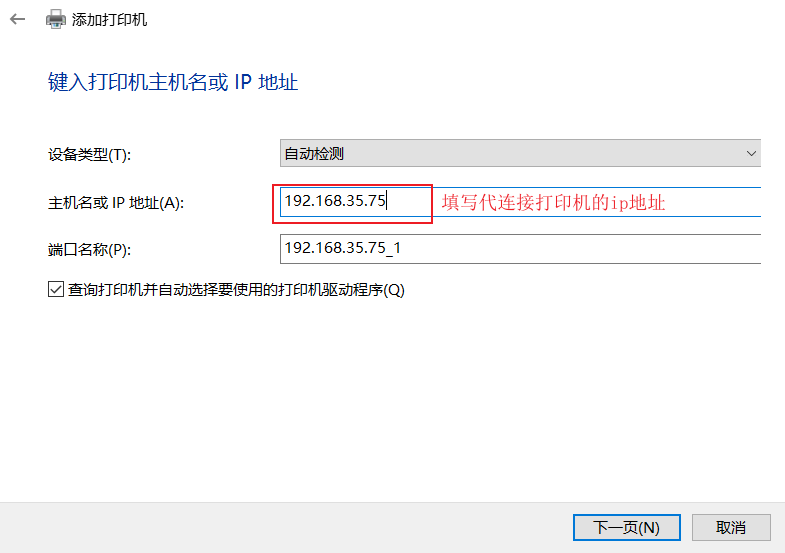 添加打印机
键入打印机主机名或 IP 地址
设备类型(T): 自动检测
主机名或 IP 地址(A): 192.168.35.75 填写代连接打印机的ip地址
端口名称(P): 192.168.35.75_1
查询打印机并自动选择要使用的打印机驱动程序(Q)
下一页(N) 取消